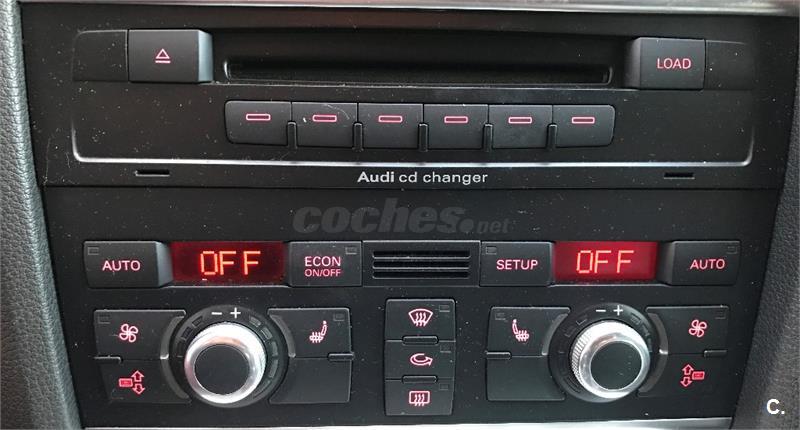 LOAD
Audi cd changer
coches.net
AUTO
OFF
ECON
ON/OFF
SETUP
OFF
AUTO
- +
- +
C.